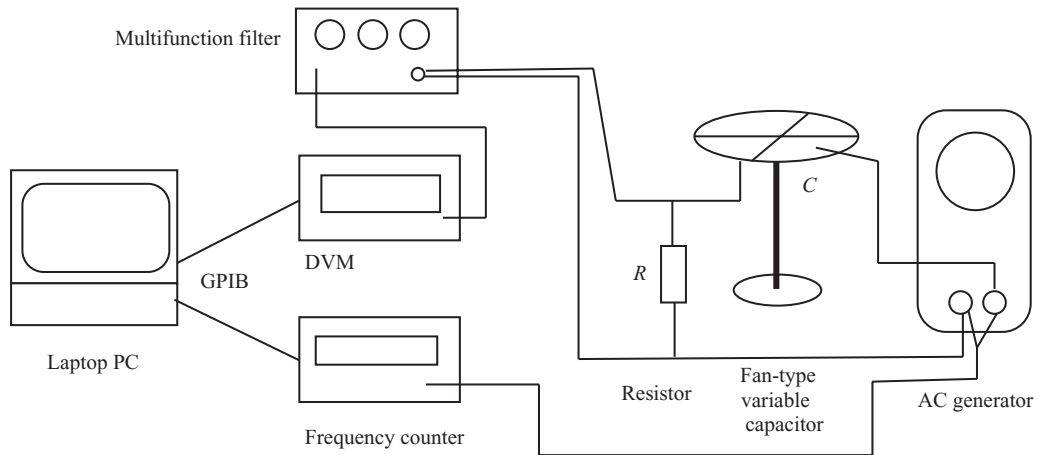 Multifunction filter
C
DVM
R
GPIB
Laptop PC
Fan-type
variable
capacitor
Resistor
AC generator
Frequency counter